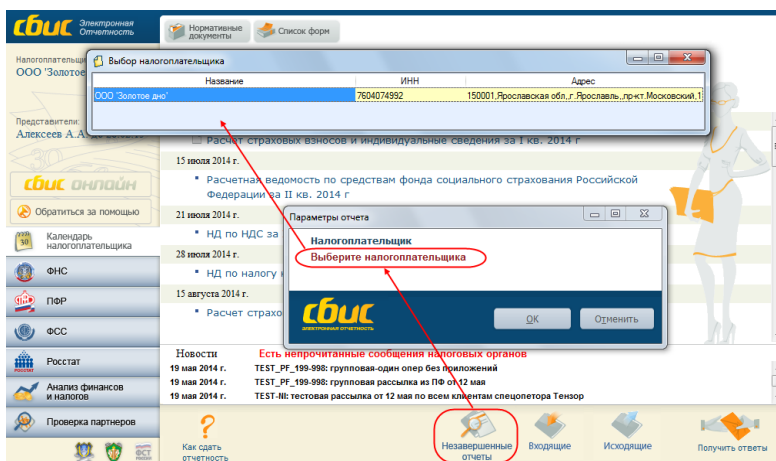 сбис Электронная Отчетность
Нормативные документы
Список форм
Налогоплательщик
ООО 'Золотое
Выбор налогоплательщика
Название ИНН Адрес
ООО 'Золотое дно' 7604074992 150001,Ярославская обл.,г.Ярославль,,пр-кт.Московский,1
Представители:
Алексеев А.А.
Расчет страховых взносов и индивидуальные сведения за I кв. 2014 г
15 июля 2014 г.
Расчетная ведомость по средствам фонда социального страхования Российской
Федерации за II кв. 2014 г
21 июля 2014 г.
НД по НДС за
28 июля 2014 г.
НД по налогу
15 августа 2014 г.
Расчет страхо
Параметры отчета
Налогоплательщик
Выберите налогоплательщика
сбис
ЭЛЕКТРОННАЯ ОТЧЕТНОСТЬ
OK
Отменить
сбис онлайн
Обратиться за помощью
30
Календарь
налогоплательщика
ФНС
ПФР
ФСС
Росстат
Анализ финансов
и налогов
Проверка партнеров
ФСТ
Новости Есть непрочитанные сообщения налоговых органов
19 мая 2014 г. TEST_PF_199-998: групповая-один опер без приложений
19 мая 2014 г. TEST_PF_199-998: групповая рассылка из ПФ от 12 мая
19 мая 2014 г. TEST-NI: тестовая рассылка от 12 мая по всем клиентам спецопетора Тензор
Как сдать
отчетность
Незавершенные
отчеты
Входящие
Исходящие
Получить ответы